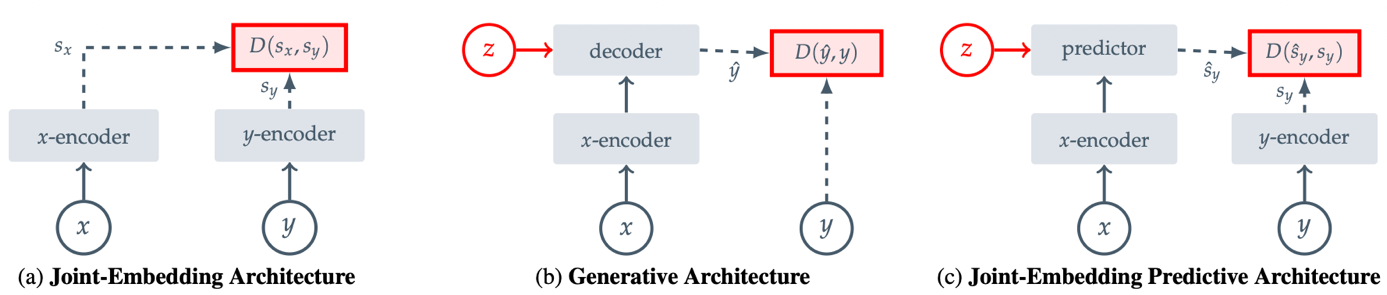 s_x
D(s_x, s_y)
s_y
x-encoder
y-encoder
x
y
(a) Joint-Embedding Architecture
z
decoder
ŷ
D(ŷ, y)
x-encoder
x
y
(b) Generative Architecture
z
predictor
ŝ_y
D(ŝ_y, s_y)
s_y
x-encoder
y-encoder
x
y
(c) Joint-Embedding Predictive Architecture